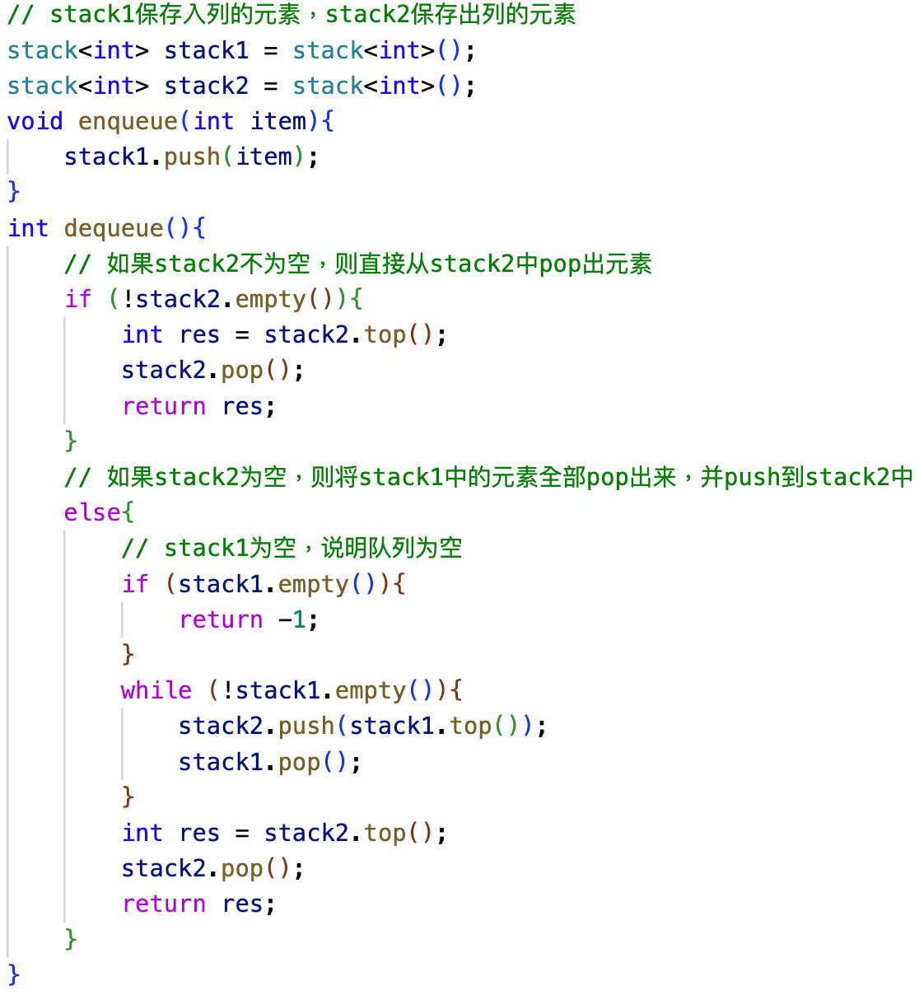 // stack1保存入列的元素，stack2保存出列的元素
stack<int> stack1 = stack<int>();
stack<int> stack2 = stack<int>();
void enqueue(int item){
    stack1.push(item);
}
int dequeue(){
    // 如果stack2不为空，则直接从stack2中pop出元素
    if (!stack2.empty()){
        int res = stack2.top();
        stack2.pop();
        return res;
    }
    // 如果stack2为空，则将stack1中的元素全部pop出来，并push到stack2中
    else{
        // stack1为空，说明队列为空
        if (stack1.empty()){
            return -1;
        }
        while (!stack1.empty()){
            stack2.push(stack1.top());
            stack1.pop();
        }
        int res = stack2.top();
        stack2.pop();
        return res;
    }
}